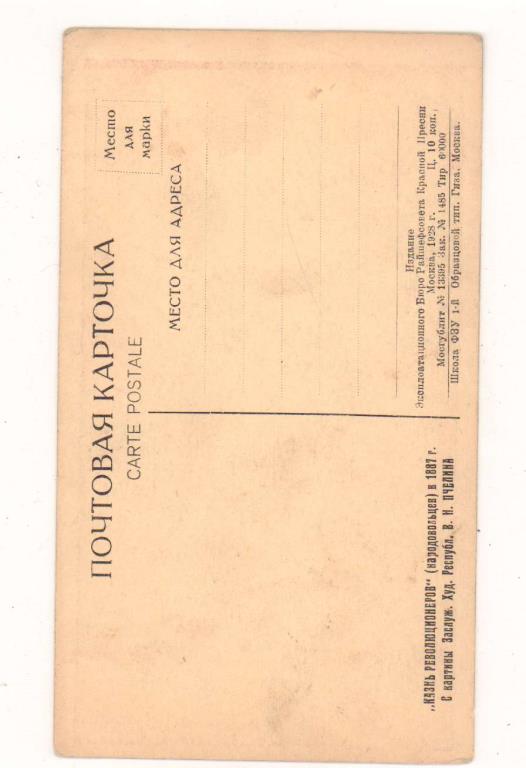 ПОЧТОВАЯ КАРТОЧКА
CARTE POSTALE
Место
для
марки
МЕСТО ДЛЯ АДРЕСА
„КАЗНЬ РЕВОЛЮЦИОНЕРОВ“ (народовольцев) в 1887 г.
С картины Заслуж. Худ. Республ. В. Н. ПЧЕЛИНА
Издание
Эксплоатационного Бюро Райшефсовета Красной Пресни
Москва, 1928 г. Ц. 10 коп.
Мосгублит № 13395 Зак. № 1485 Тир 60000
Школа ФЗУ 1-й Образцовой тип. Гиза. Москва.